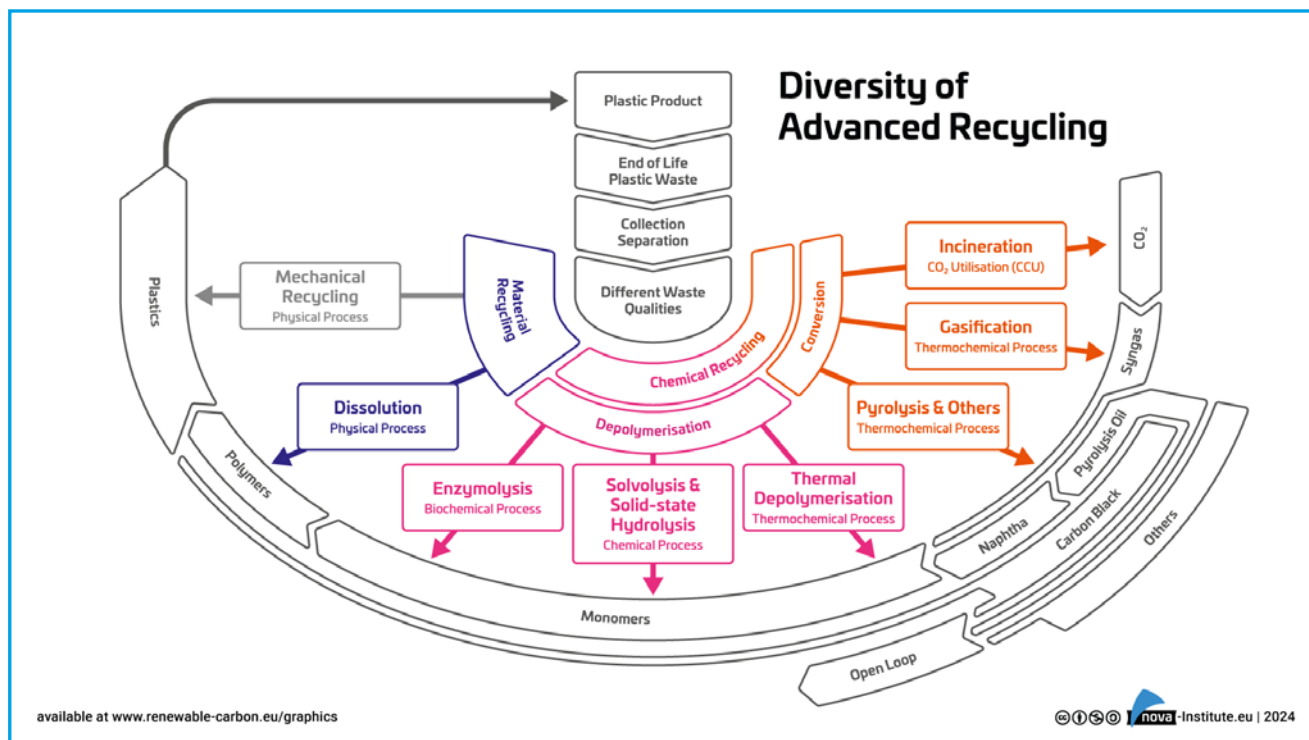 Diversity of
Advanced Recycling
Plastic Product
End of Life
Plastic Waste
Collection
Separation
Different Waste
Qualities
Material
Recycling
Chemical Recycling
Conversion
Depolymerisation
Mechanical
Recycling
Physical Process
Dissolution
Physical Process
Enzymolysis
Biochemical Process
Solvolysis &
Solid-state
Hydrolysis
Chemical Process
Thermal
Depolymerisation
Thermochemical Process
Pyrolysis & Others
Thermochemical Process
Gasification
Thermochemical Process
Incineration
CO₂ Utilisation (CCU)
Plastics
Polymers
Monomers
Naphtha
Pyrolysis Oil
Syngas
CO₂
Carbon Black
Others
Open Loop
available at www.renewable-carbon.eu/graphics
cc
nova-Institute.eu | 2024